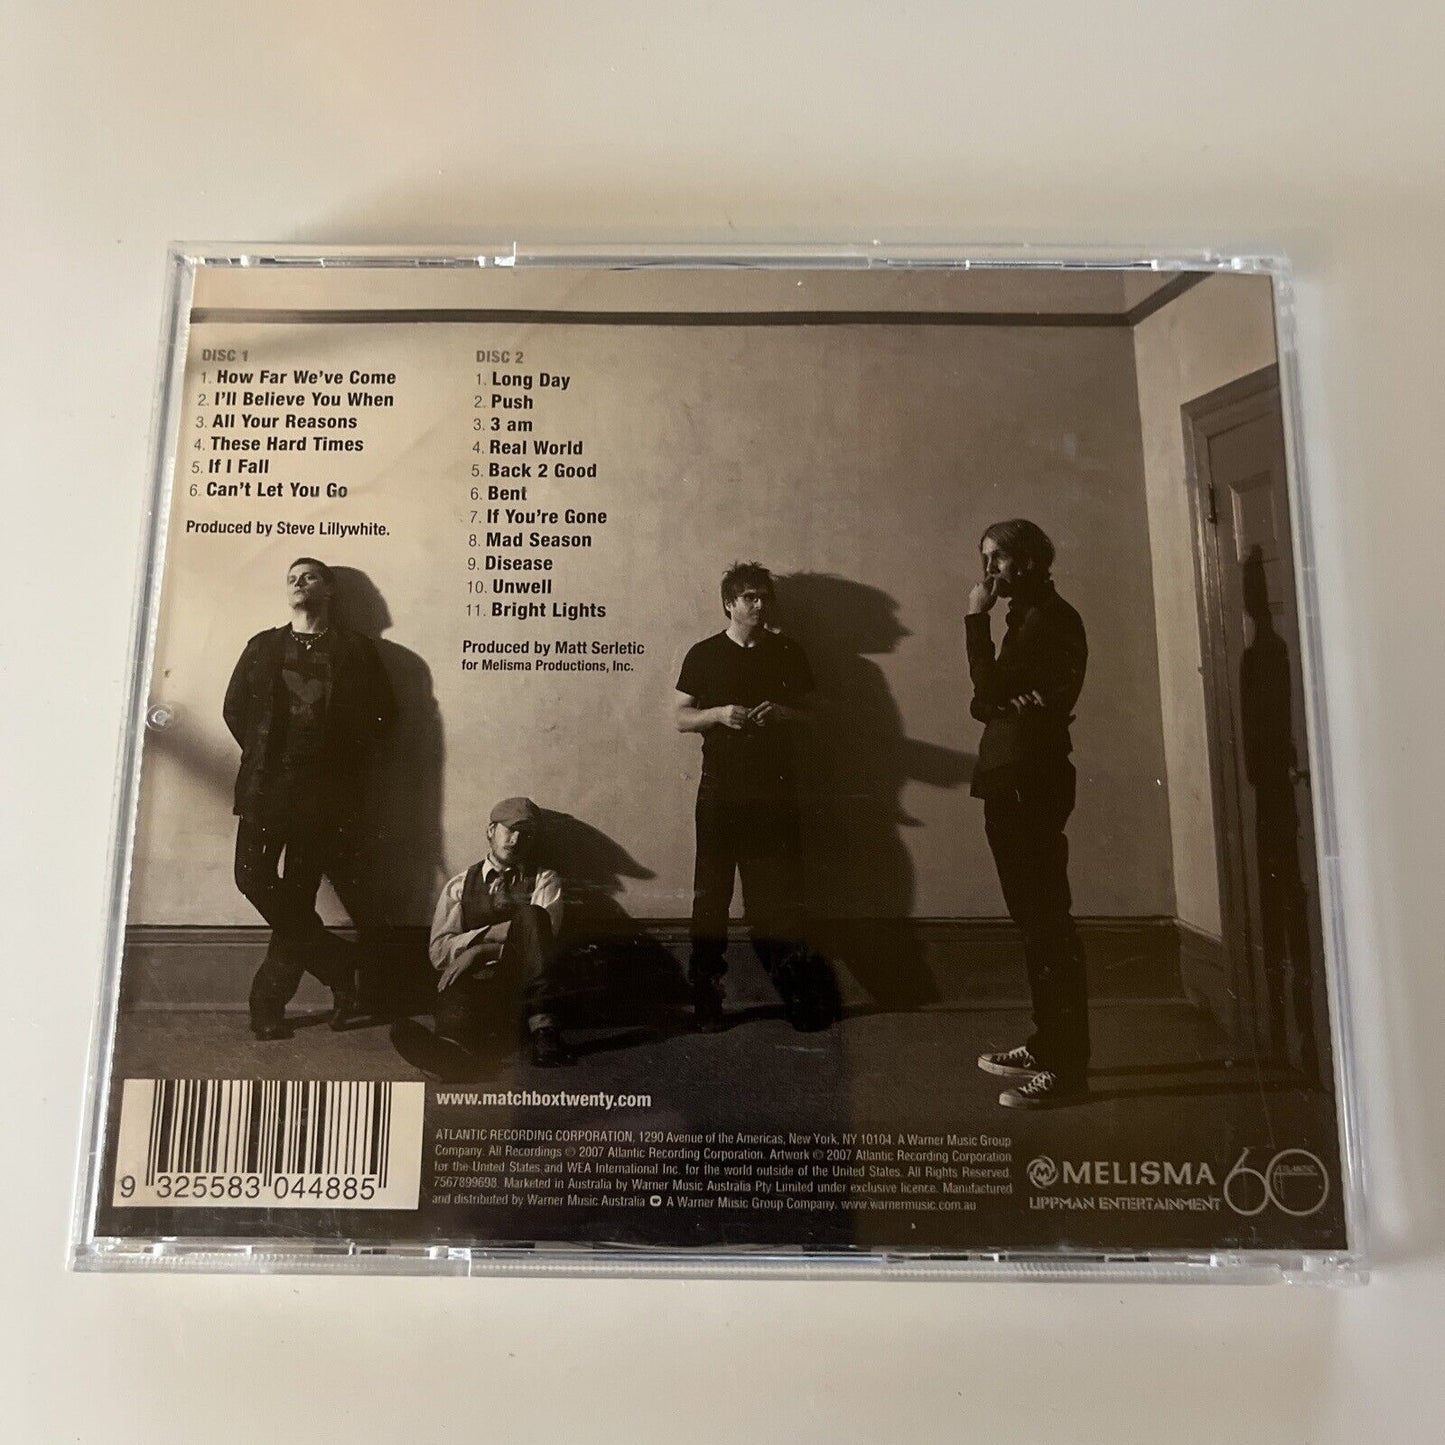 DISC 1
1. How Far We've Come
2. I'll Believe You When
3. All Your Reasons
4. These Hard Times
5. If I Fall
6. Can't Let You Go
Produced by Steve Lillywhite.
DISC 2
1. Long Day
2. Push
3. 3 am
4. Real World
5. Back 2 Good
6. Bent
7. If You're Gone
8. Mad Season
9. Disease
10. Unwell
11. Bright Lights
Produced by Matt Serletic
for Melisma Productions, Inc.
www.matchboxtwenty.com
ATLANTIC RECORDING CORPORATION, 1290 Avenue of the Americas, New York, NY 10104. A Warner Music Group
Company. All Recordings ℗ 2007 Atlantic Recording Corporation. Artwork © 2007 Atlantic Recording Corporation
for the United States and WEA International Inc. for the world outside of the United States. All Rights Reserved.
7567899698. Marketed in Australia by Warner Music Australia Pty Limited under exclusive licence. Manufactured
and distributed by Warner Music Australia A Warner Music Group Company. www.warnermusic.com.au
9 325583 044885
MELISMA
LIPPMAN ENTERTAINMENT
60 ATLANTIC